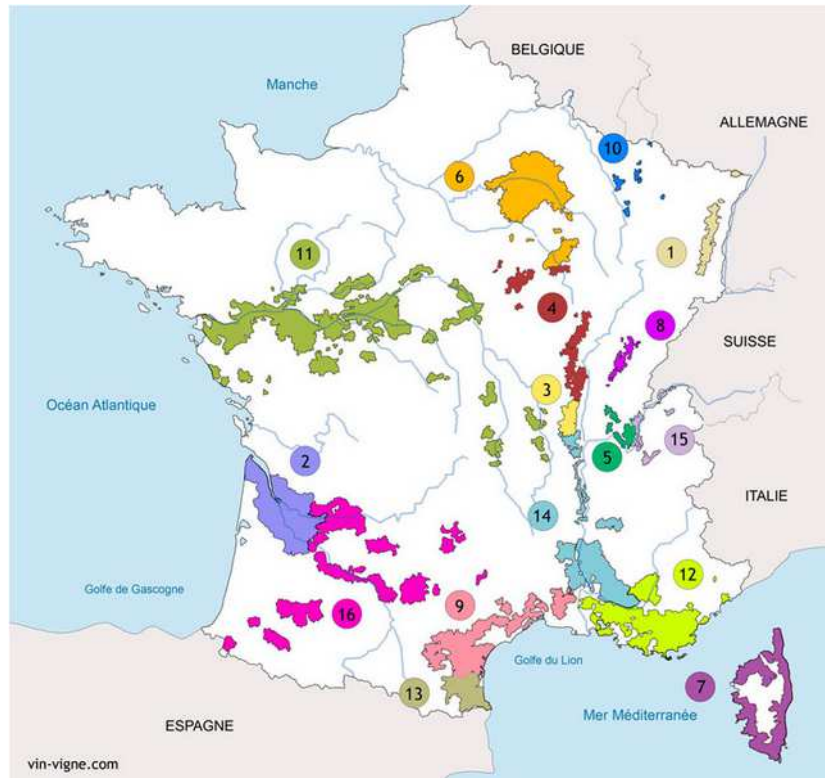 BELGIQUE
Manche
ALLEMAGNE
10
6
11
1
4
8
SUISSE
3
Océan Atlantique
15
2
5
ITALIE
14
12
Golfe de Gascogne
9
16
Golfe du Lion
7
13
Mer Méditerranée
ESPAGNE
vin-vigne.com